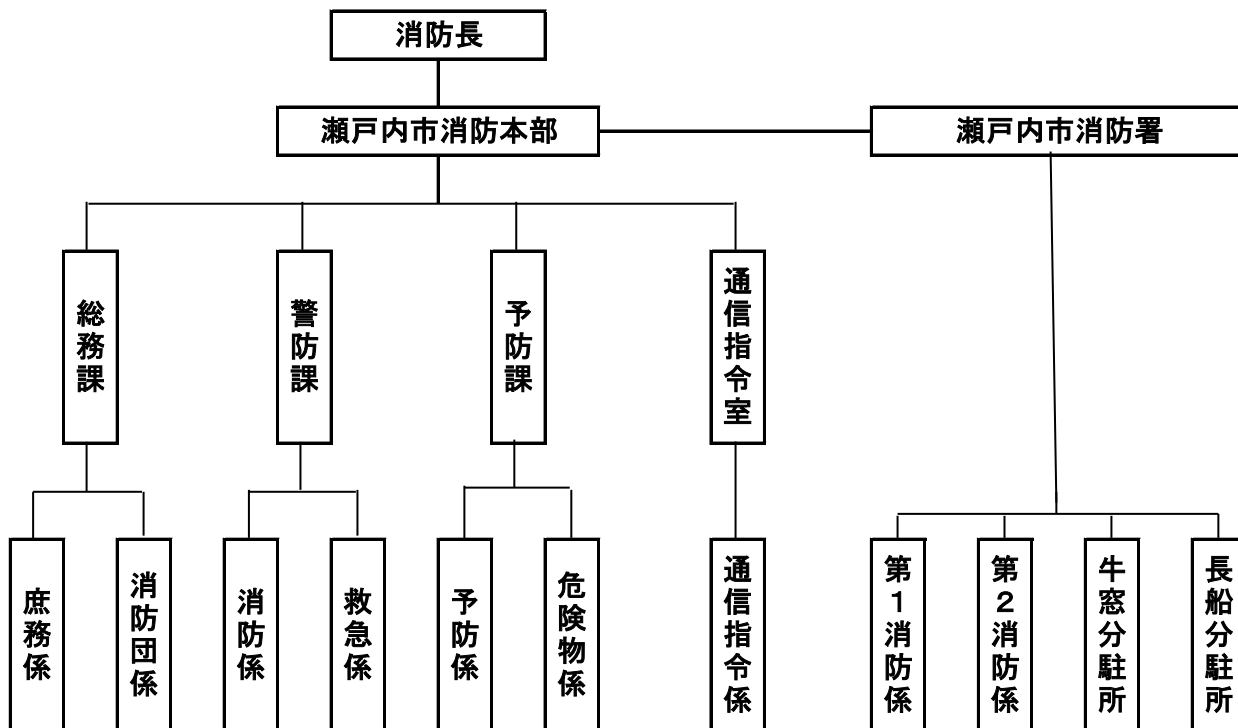 消防長
瀬戸内市消防本部
瀬戸内市消防署
総務課
警防課
予防課
通信指令室
庶務係
消防団係
消防係
救急係
予防係
危険物係
通信指令係
第1消防係
第2消防係
牛窓分駐所
長船分駐所